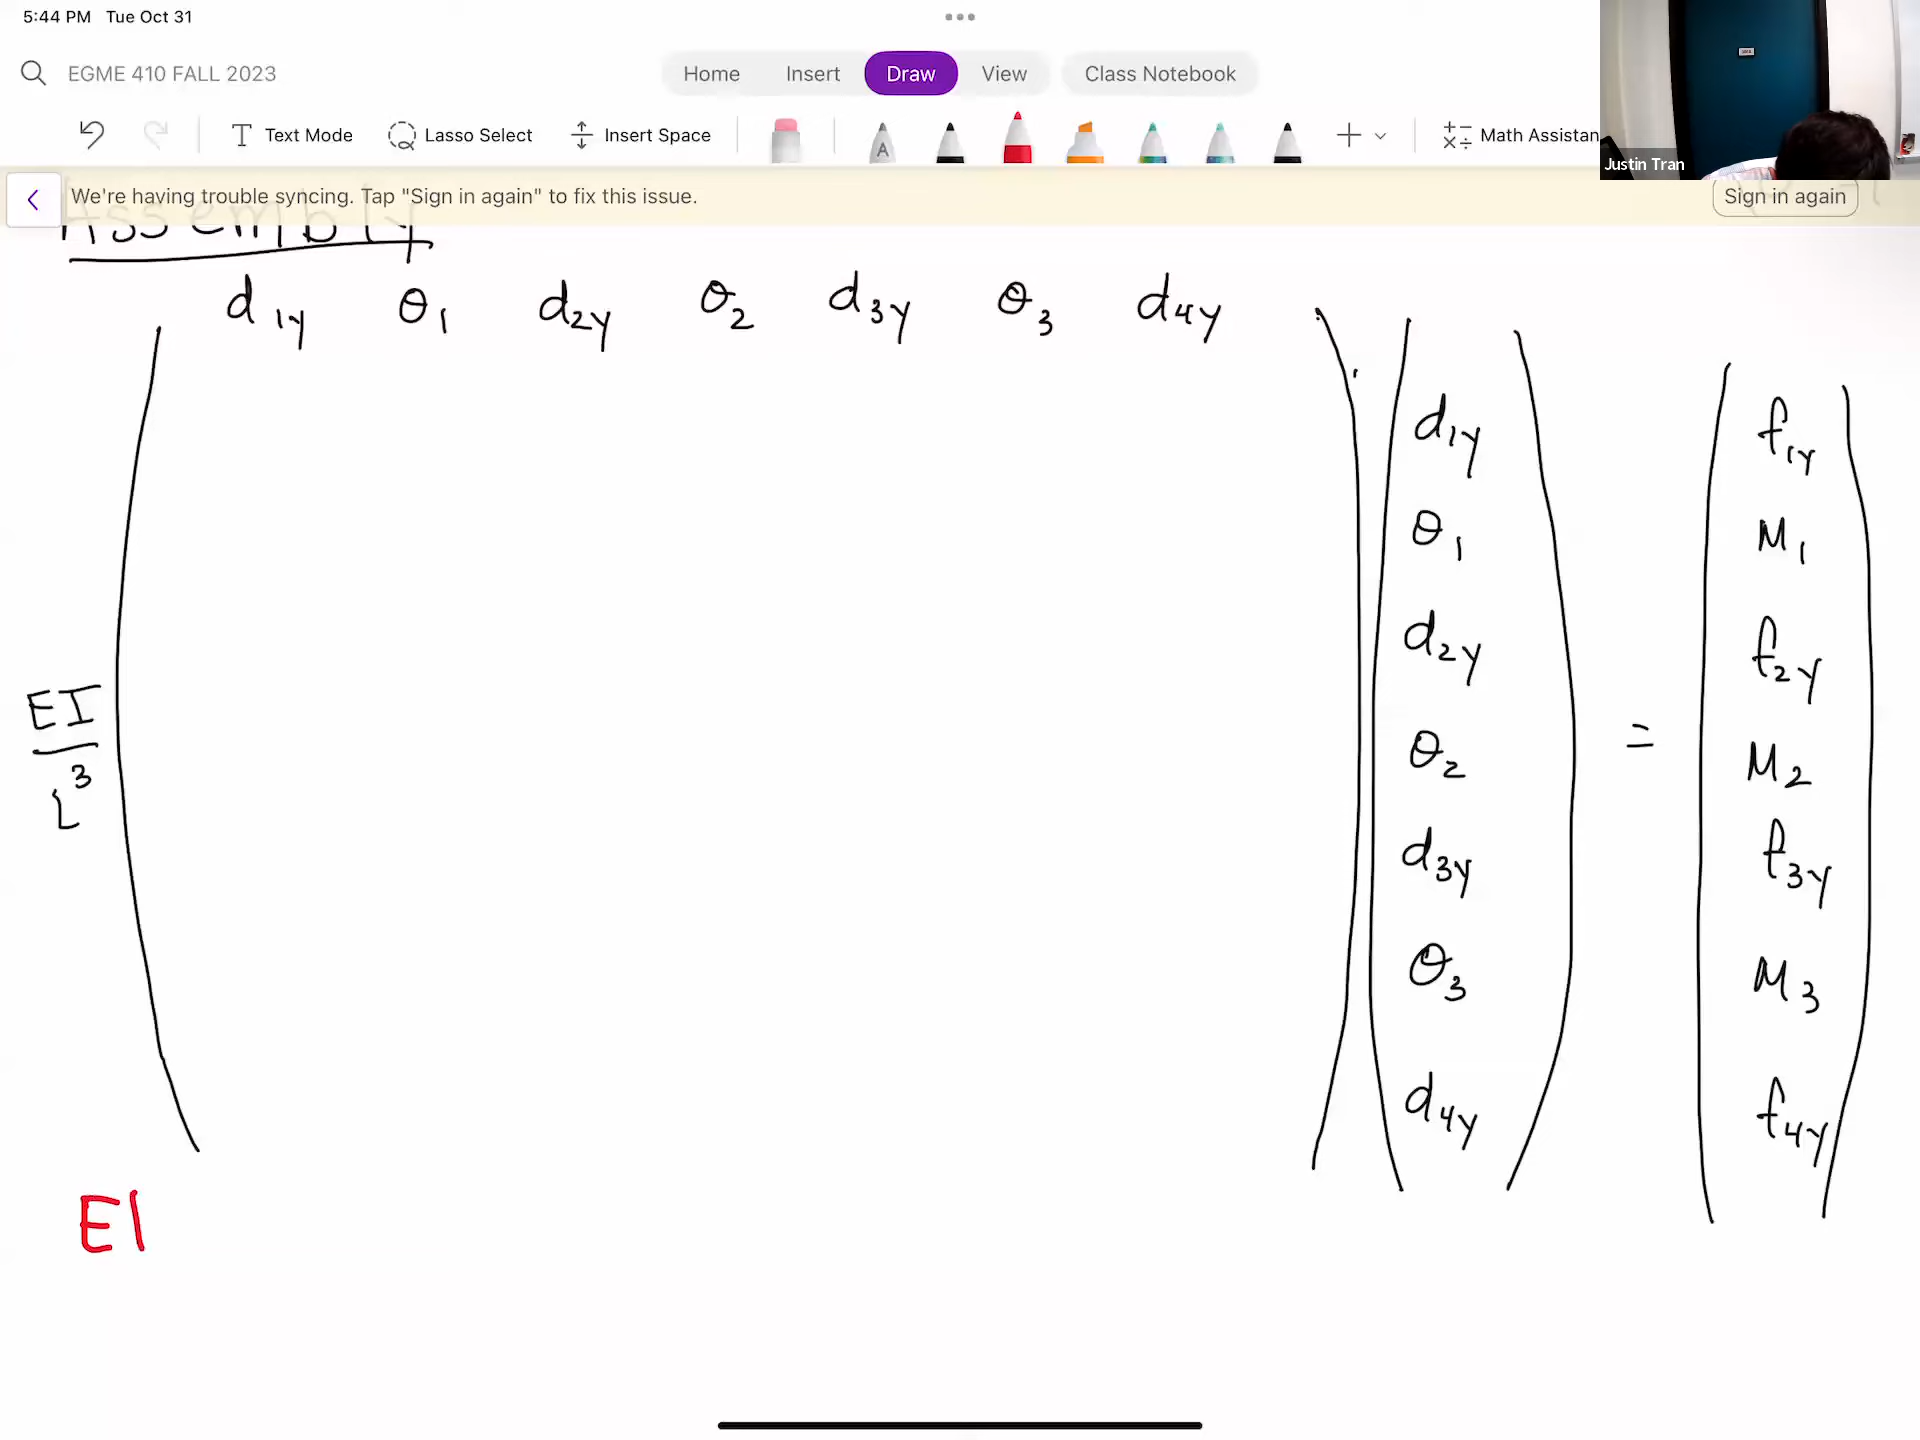 5:44 PM Tue Oct 31
EGME 410 FALL 2023
Home Insert Draw View Class Notebook
Text Mode Lasso Select Insert Space A Math Assistan
Justin Tran
We're having trouble syncing. Tap "Sign in again" to fix this issue. Sign in again
Assembly
d1y θ1 d2y θ2 d3y θ3 d4y
d1y f1y
θ1 M1
d2y f2y
EI/L³ θ2 = M2
d3y f3y
θ3 M3
d4y f4y
E1